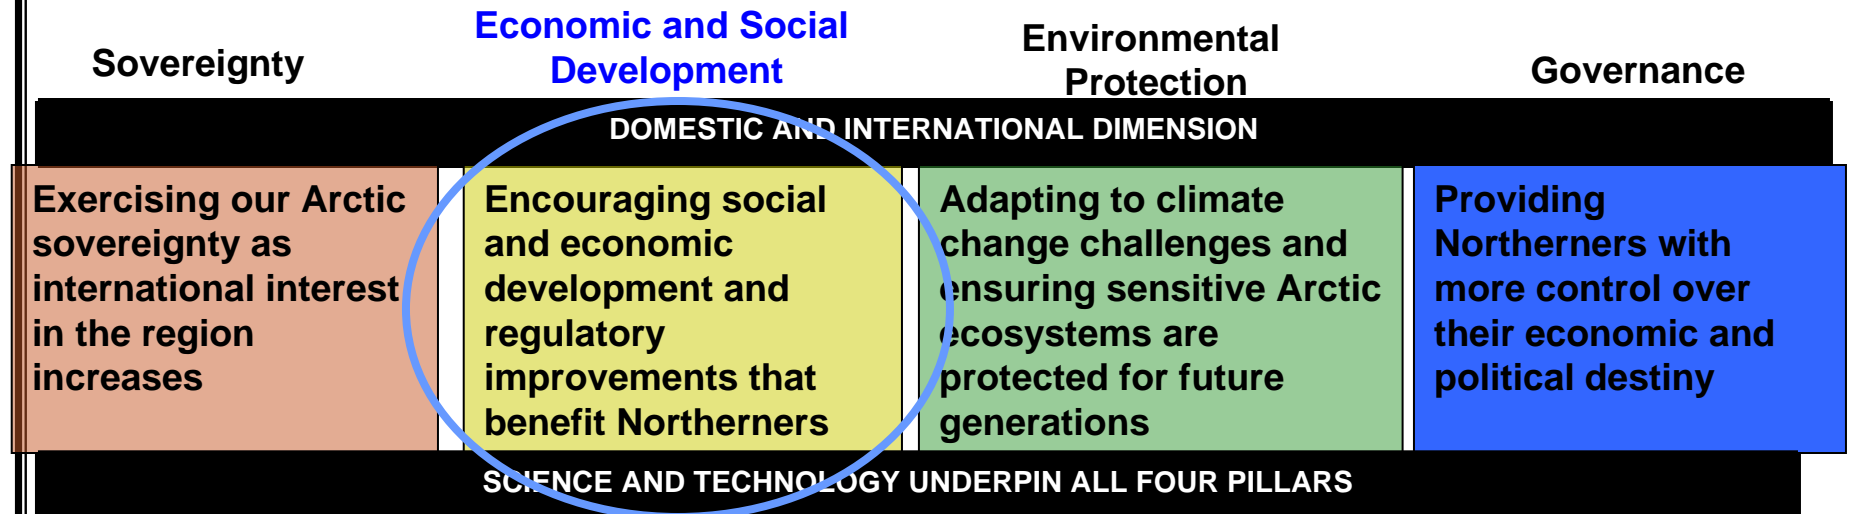 Sovereignty
Economic and Social
Development
Environmental
Protection
Governance
DOMESTIC AND INTERNATIONAL DIMENSION
Exercising our Arctic
sovereignty as
international interest
in the region
increases
Encouraging social
and economic
development and
regulatory
improvements that
benefit Northerners
Adapting to climate
change challenges and
ensuring sensitive Arctic
ecosystems are
protected for future
generations
Providing
Northerners with
more control over
their economic and
political destiny
SCIENCE AND TECHNOLOGY UNDERPIN ALL FOUR PILLARS